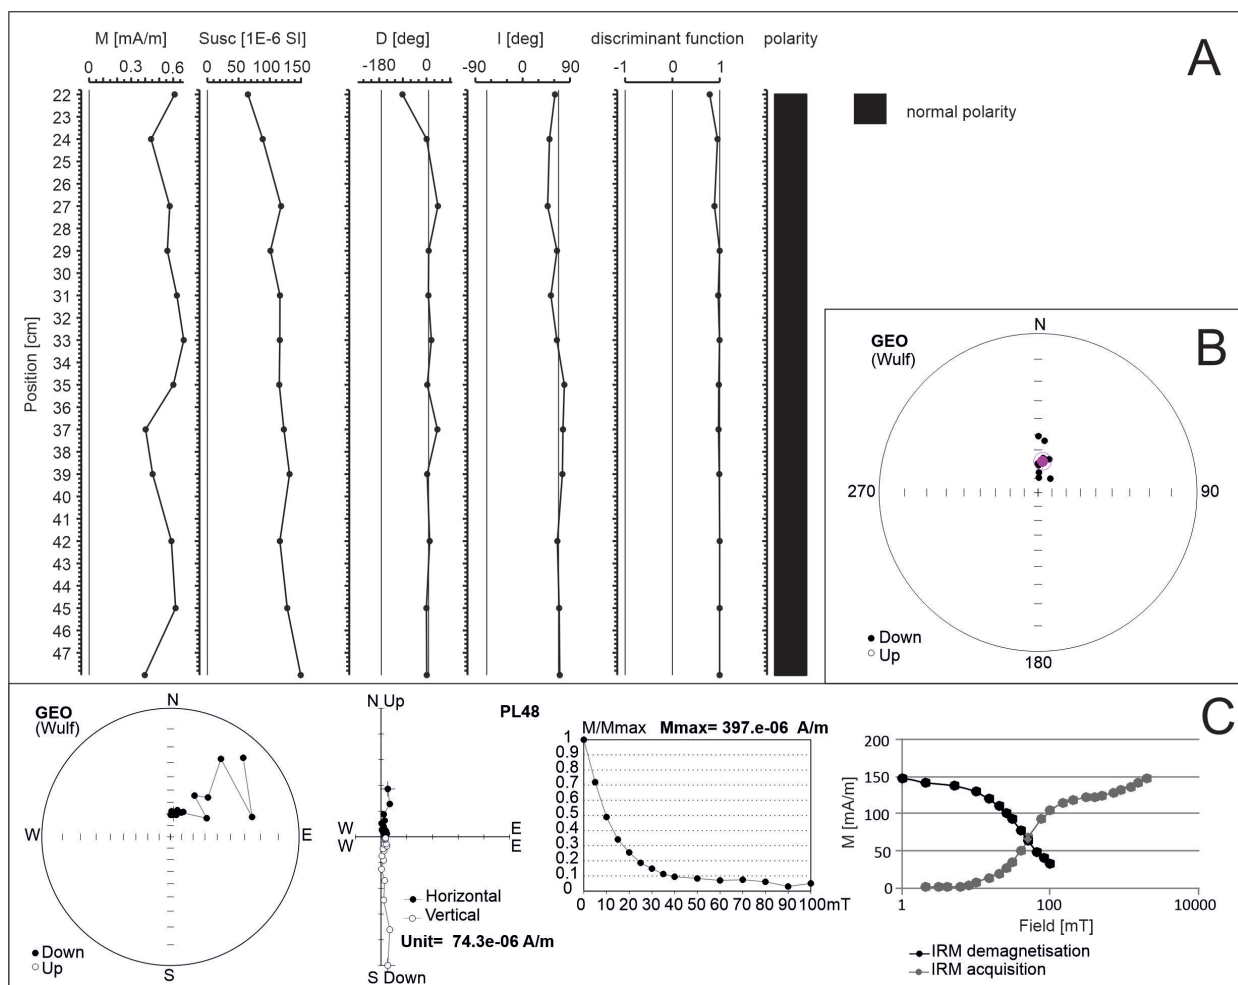 M [mA/m] Susc [1E-6 SI] D [deg] I [deg] discriminant function polarity
0 0.3 0.6 0 50 100 150 -180 0 -90 0 90 -1 0 1
A
normal polarity
Position [cm]
22
24
25
26
27
28
29
30
31
32
33
34
35
36
37
38
39
40
41
42
43
44
45
46
47
B
GEO
(Wulf)
N
270
90
180
Down
Up
GEO
(Wulf)
N
W
E
S
Down
Up
N Up
PL48
W E
W E
Horizontal
Vertical
Unit= 74.3e-06 A/m
S Down
M/Mmax Mmax= 397.e-06 A/m
1
0.9
0.8
0.7
0.6
0.5
0.4
0.3
0.2
0.1
0
0 10 20 30 40 50 60 70 80 90 100mT
C
M [mA/m]
200
150
100
50
0
1 100 10000
Field [mT]
IRM demagnetisation
IRM acquisition